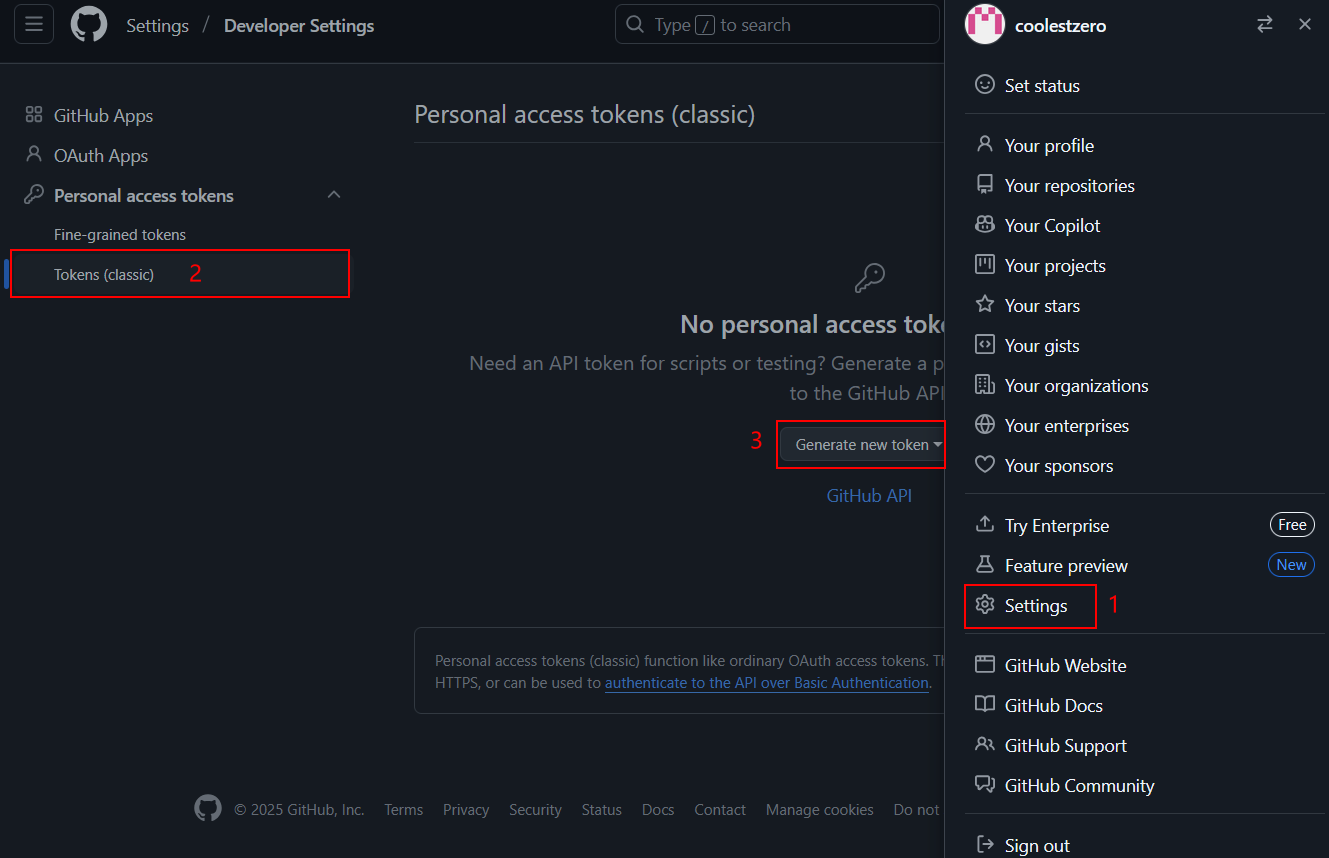 Settings / Developer Settings
Type / to search
GitHub Apps
OAuth Apps
Personal access tokens
Fine-grained tokens
Tokens (classic) 2
Personal access tokens (classic)
No personal access
Need an API token for scripts or testing? Generate a
to the GitHub API
3 Generate new token
GitHub API
Personal access tokens (classic) function like ordinary OAuth access tokens.
HTTPS, or can be used to authenticate to the API over Basic Authentication.
© 2025 GitHub, Inc. Terms Privacy Security Status Docs Contact Manage cookies Do not
coolestzero
Set status
Your profile
Your repositories
Your Copilot
Your projects
Your stars
Your gists
Your organizations
Your enterprises
Your sponsors
Try Enterprise Free
Feature preview New
Settings 1
GitHub Website
GitHub Docs
GitHub Support
GitHub Community
Sign out